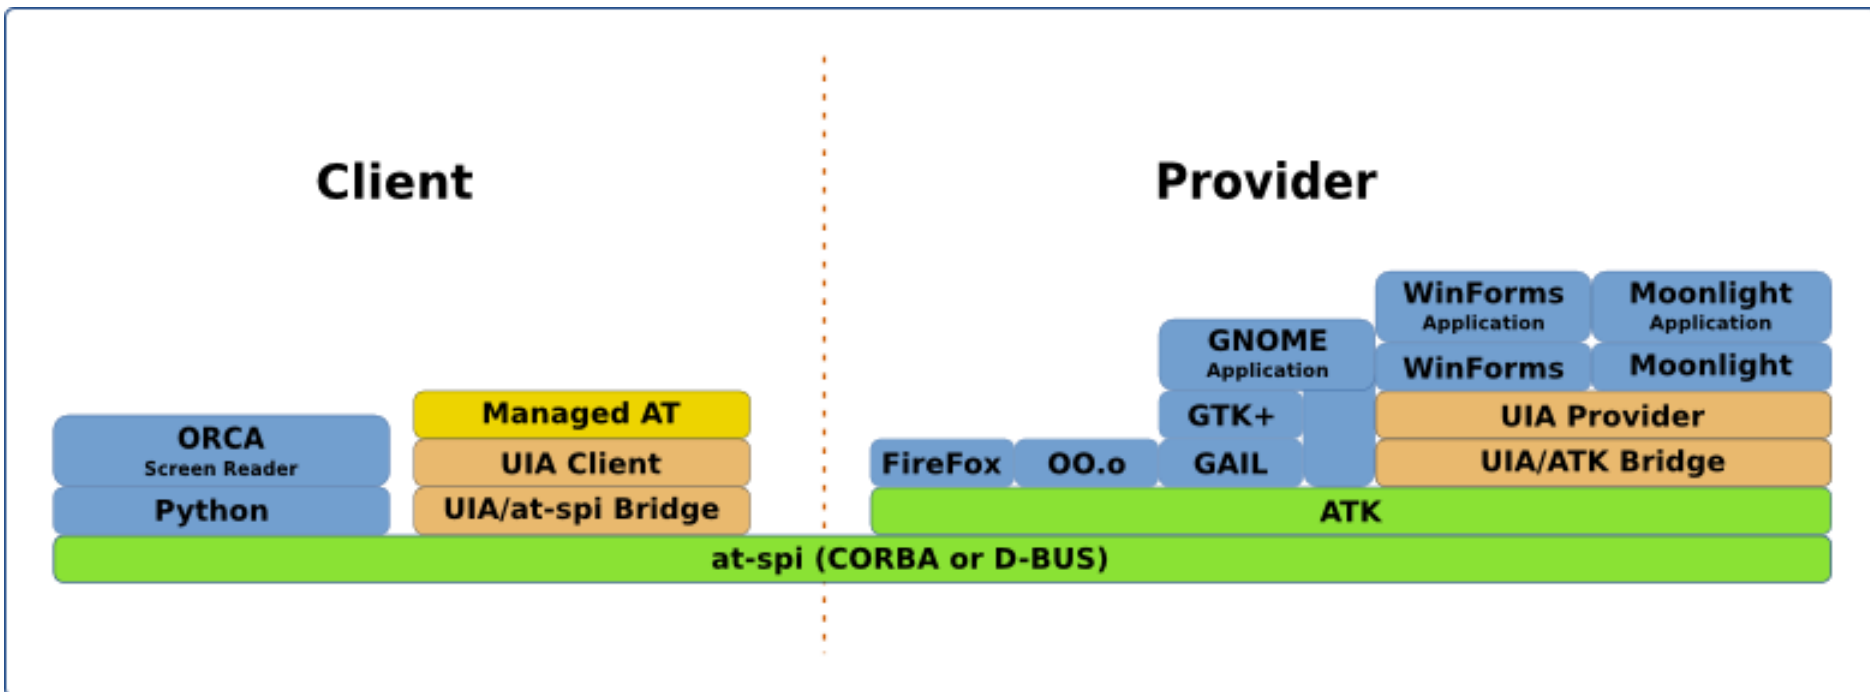 Client
Provider
ORCA
Screen Reader
Python
Managed AT
UIA Client
UIA/at-spi Bridge
FireFox
OO.o
GNOME
Application
GTK+
GAIL
WinForms
Application
WinForms
Moonlight
Application
Moonlight
UIA Provider
UIA/ATK Bridge
ATK
at-spi (CORBA or D-BUS)